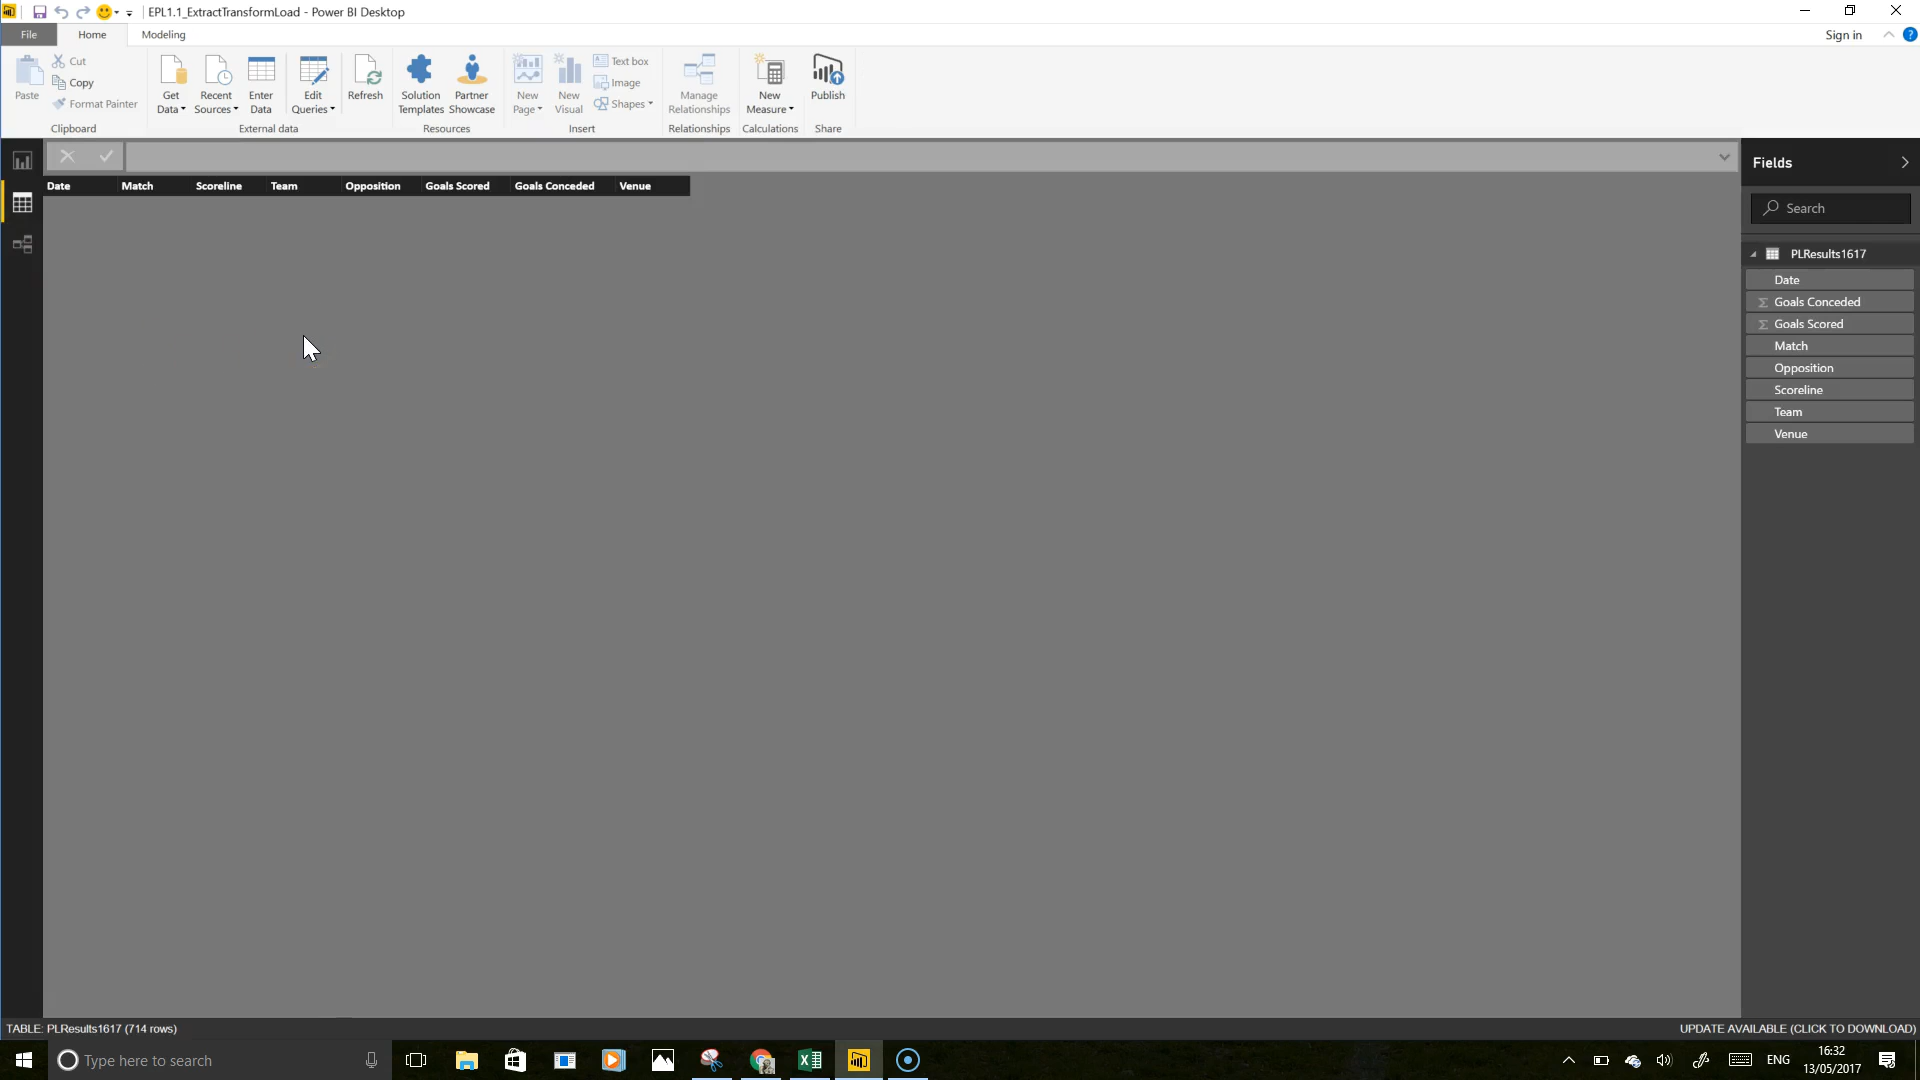 EPL1.1_ExtractTransformLoad - Power BI Desktop
File Home Modeling Sign in
Paste
Cut
Copy
Format Painter
Clipboard
Get Data
Recent Sources
Enter Data
Edit Queries
Refresh
External data
Solution Templates
Partner Showcase
Resources
New Page
New Visual
Text box
Image
Shapes
Insert
Manage Relationships
Relationships
New Measure
Calculations
Publish
Share
Date Match Scoreline Team Opposition Goals Scored Goals Conceded Venue
Fields
Search
PLResults1617
Date
Goals Conceded
Goals Scored
Match
Opposition
Scoreline
Team
Venue
TABLE: PLResults1617 (714 rows) UPDATE AVAILABLE (CLICK TO DOWNLOAD)
Type here to search
ENG
16:32
13/05/2017